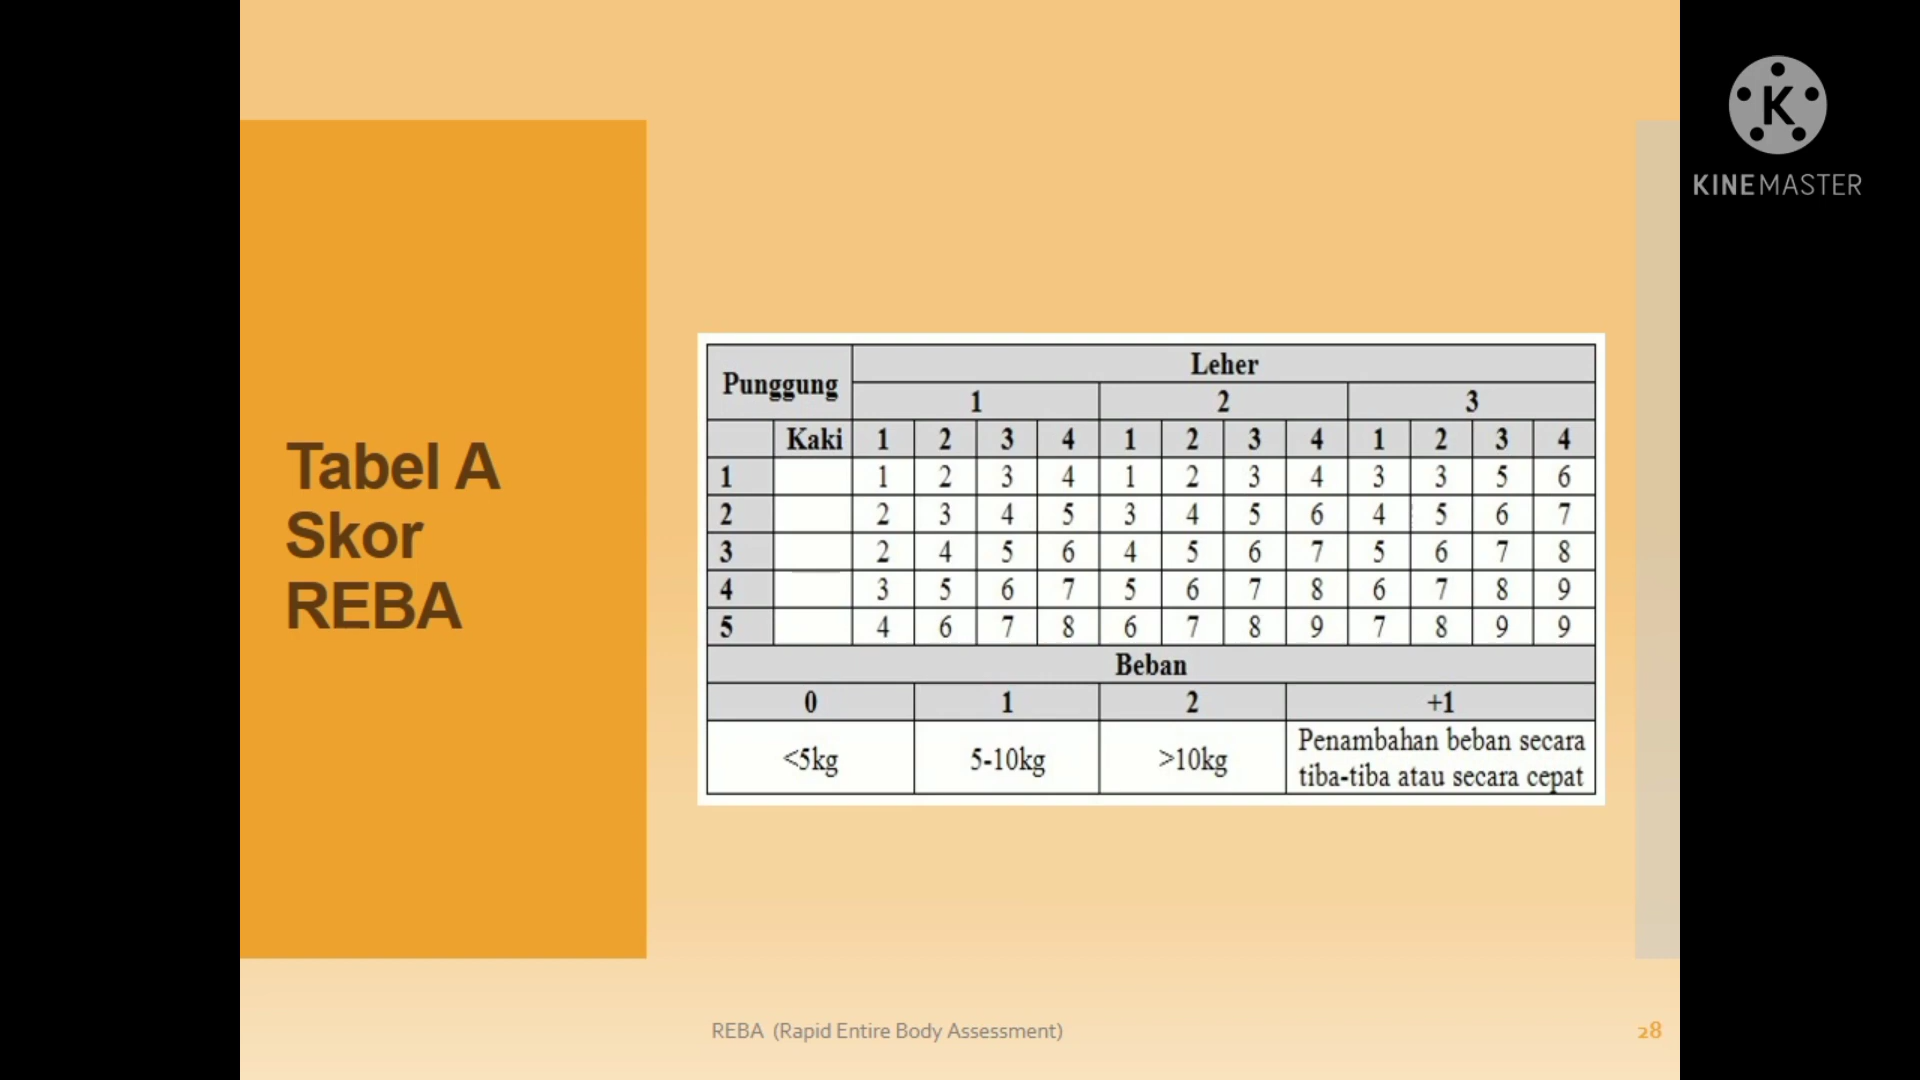 KINEMASTER
Tabel A
Skor
REBA
Punggung Leher
1 2 3
Kaki 1 2 3 4 1 2 3 4 1 2 3 4
1 1 2 3 4 1 2 3 4 3 3 5 6
2 2 3 4 5 3 4 5 6 4 5 6 7
3 2 4 5 6 4 5 6 7 5 6 7 8
4 3 5 6 7 5 6 7 8 6 7 8 9
5 4 6 7 8 6 7 8 9 7 8 9 9
Beban
0 1 2 +1
<5kg 5-10kg >10kg Penambahan beban secara
tiba-tiba atau secara cepat
REBA (Rapid Entire Body Assessment) 28